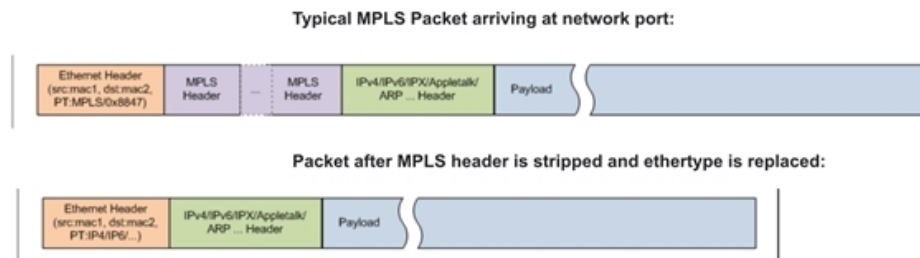 Typical MPLS Packet arriving at network port:
Ethernet Header
(src:mac1, dst:mac2,
PT:MPLS/0x8847)
MPLS
Header
...
MPLS
Header
IPv4/IPv6/IPX/Appletalk/
ARP ... Header
Payload
Packet after MPLS header is stripped and ethertype is replaced:
Ethernet Header
(src:mac1, dst:mac2,
PT:IP4/IP6/...)
IPv4/IPv6/IPX/Appletalk/
ARP ... Header
Payload